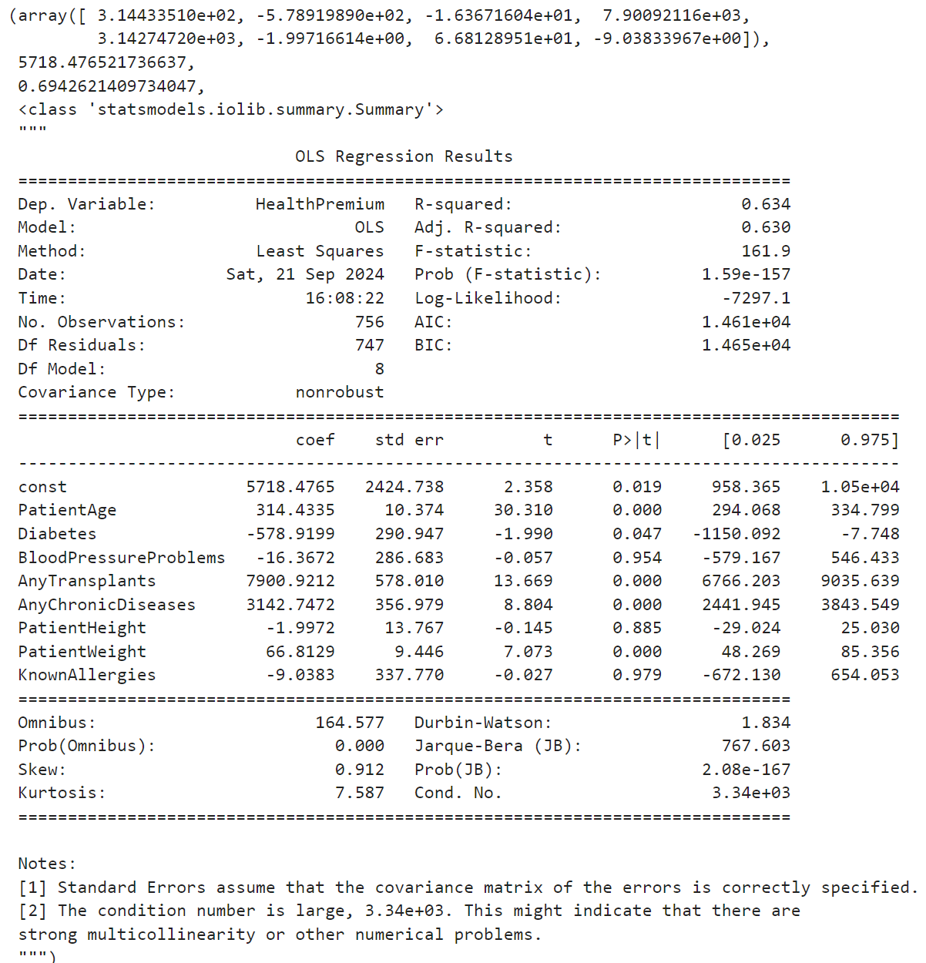 (array([ 3.14433510e+02, -5.78919890e+02, -1.63671604e+01,  7.90092116e+03,
         3.14274720e+03, -1.99716614e+00,  6.68128951e+01, -9.03833967e+00]),
 5718.476521736637,
 0.6942621409734047,
 <class 'statsmodels.iolib.summary.Summary'>
 """
                            OLS Regression Results
 ==============================================================================
 Dep. Variable:          HealthPremium   R-squared:                       0.634
 Model:                            OLS   Adj. R-squared:                  0.630
 Method:                 Least Squares   F-statistic:                     161.9
 Date:                Sat, 21 Sep 2024   Prob (F-statistic):          1.59e-157
 Time:                        16:08:22   Log-Likelihood:                -7297.1
 No. Observations:                 756   AIC:                         1.461e+04
 Df Residuals:                     747   BIC:                         1.465e+04
 Df Model:                           8
 Covariance Type:            nonrobust
 =========================================================================================
                             coef    std err          t      P>|t|      [0.025      0.975]
 -----------------------------------------------------------------------------------------
 const                  5718.4765   2424.738      2.358      0.019     958.365    1.05e+04
 PatientAge              314.4335     10.374     30.310      0.000     294.068     334.799
 Diabetes               -578.9199    290.947     -1.990      0.047   -1150.092      -7.748
 BloodPressureProblems   -16.3672    286.683     -0.057      0.954    -579.167     546.433
 AnyTransplants         7900.9212    578.010     13.669      0.000    6766.203    9035.639
 AnyChronicDiseases     3142.7472    356.979      8.804      0.000    2441.945    3843.549
 PatientHeight            -1.9972     13.767     -0.145      0.885     -29.024      25.030
 PatientWeight            66.8129      9.446      7.073      0.000      48.269      85.356
 KnownAllergies           -9.0383    337.770     -0.027      0.979    -672.130     654.053
 ==============================================================================
 Omnibus:                      164.577   Durbin-Watson:                   1.834
 Prob(Omnibus):                  0.000   Jarque-Bera (JB):              767.603
 Skew:                           0.912   Prob(JB):                    2.08e-167
 Kurtosis:                       7.587   Cond. No.                     3.34e+03
 ==============================================================================
 Notes:
 [1] Standard Errors assume that the covariance matrix of the errors is correctly specified.
 [2] The condition number is large, 3.34e+03. This might indicate that there are
 strong multicollinearity or other numerical problems.
 """)